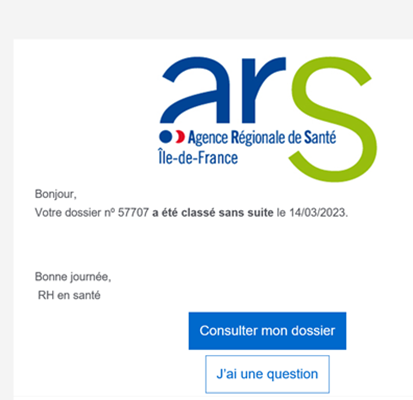 ars
Agence Régionale de Santé
Île-de-France
Bonjour,
Votre dossier nº 57707 a été classé sans suite le 14/03/2023.
Bonne journée,
RH en santé
Consulter mon dossier
J'ai une question